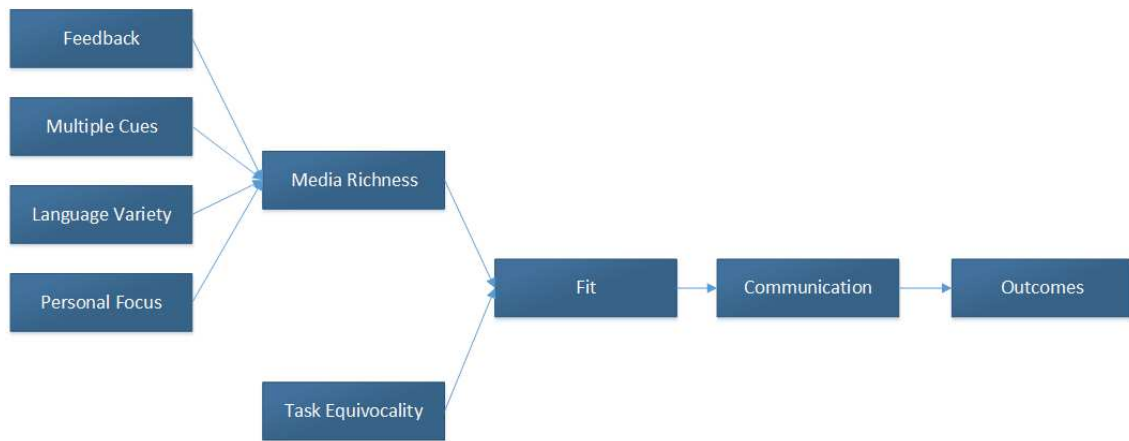 Feedback
Multiple Cues
Language Variety
Personal Focus
Media Richness
Task Equivocality
Fit
Communication
Outcomes